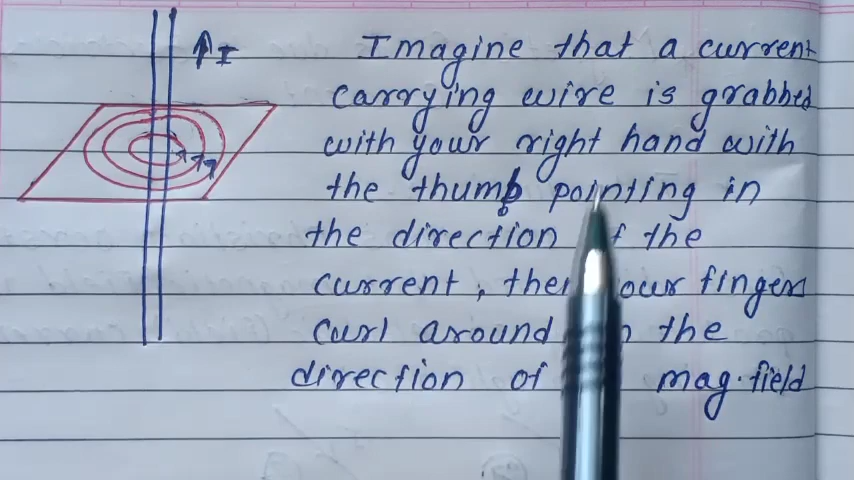 I
Imagine that a current
carrying wire is grabbed
with your right hand with
the thumb pointing in
the direction the
current, your fingers
curl around the
direction of mag. field